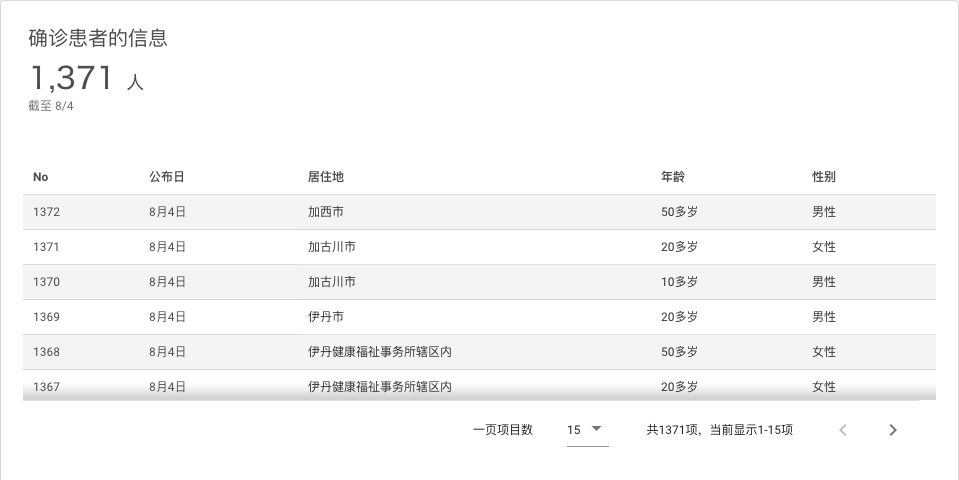 确诊患者的信息
1,371 人
截至 8/4
No 公布日 居住地 年龄 性别
1372 8月4日 加西市 50多岁 男性
1371 8月4日 加古川市 20多岁 女性
1370 8月4日 加古川市 10多岁 男性
1369 8月4日 伊丹市 20多岁 男性
1368 8月4日 伊丹健康福祉事务所辖区内 50多岁 女性
1367 8月4日 伊丹健康福祉事务所辖区内 20多岁 女性
一页项目数 15 共1371项，当前显示1-15项